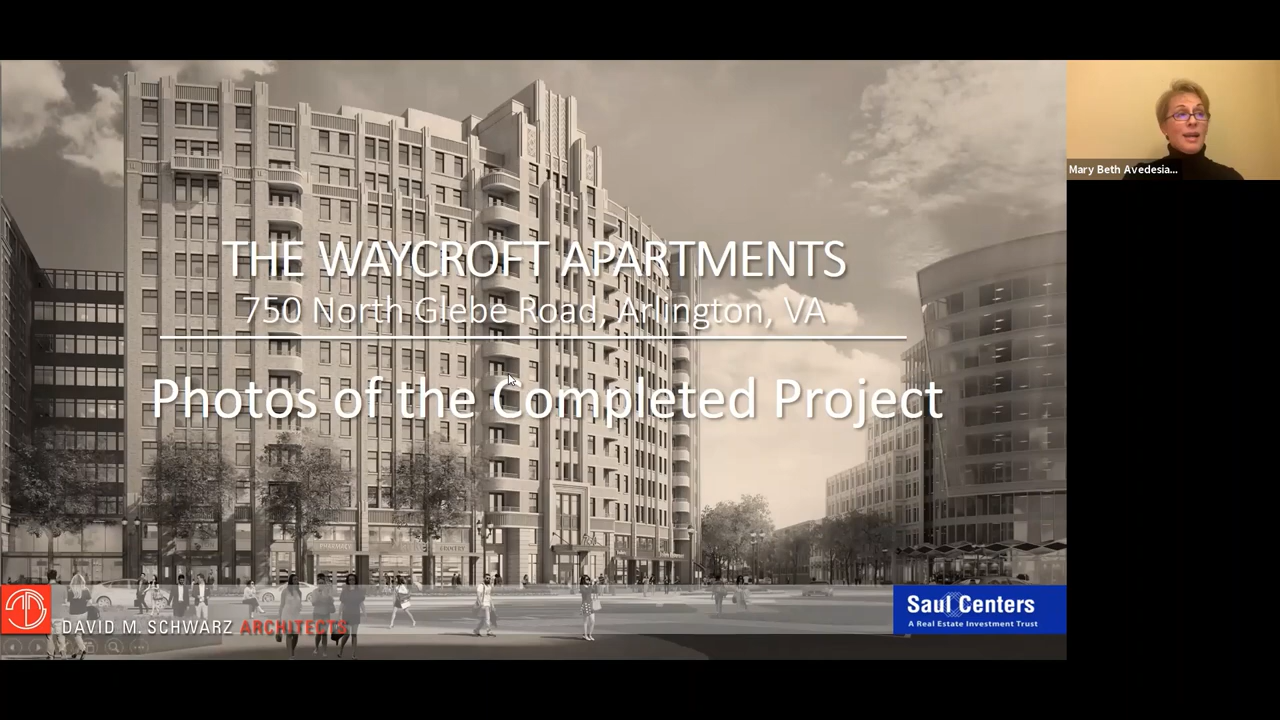 THE WAYCROFT APARTMENTS
750 North Glebe Road, Arlington, VA
Photos of the Completed Project
PHARMACY
DAVID M. SCHWARZ ARCHITECTS
Saul Centers
A Real Estate Investment Trust
Mary Beth Avedesia...